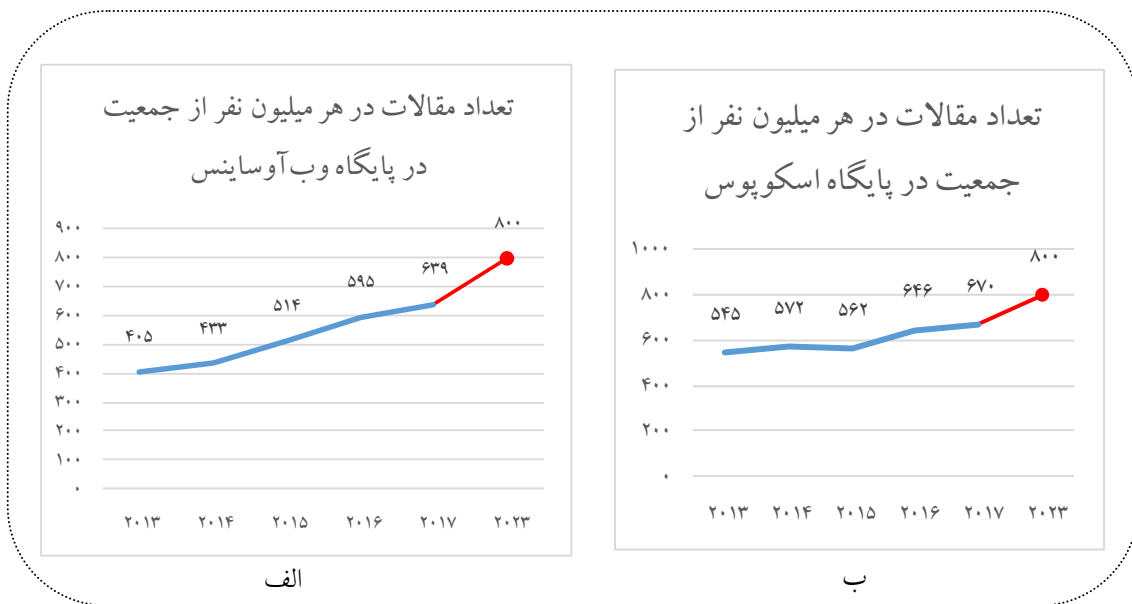 تعداد مقالات در هر میلیون نفر از
جمعیت در پایگاه اسکوپوس
۱۰۰۰
۸۰۰
۶۰۰
۴۰۰
۲۰۰
۰
۵۴۵ ۵۷۲ ۵۶۲ ۶۴۶ ۶۷۰ ۸۰۰
۲۰۱۳ ۲۰۱۴ ۲۰۱۵ ۲۰۱۶ ۲۰۱۷ ۲۰۲۳
ب
تعداد مقالات در هر میلیون نفر از جمعیت
در پایگاه وب‌آوساینس
۹۰۰
۸۰۰
۷۰۰
۶۰۰
۵۰۰
۴۰۰
۳۰۰
۲۰۰
۱۰۰
۰
۴۰۵ ۴۳۳ ۵۱۴ ۵۹۵ ۶۳۹ ۸۰۰
۲۰۱۳ ۲۰۱۴ ۲۰۱۵ ۲۰۱۶ ۲۰۱۷ ۲۰۲۳
الف